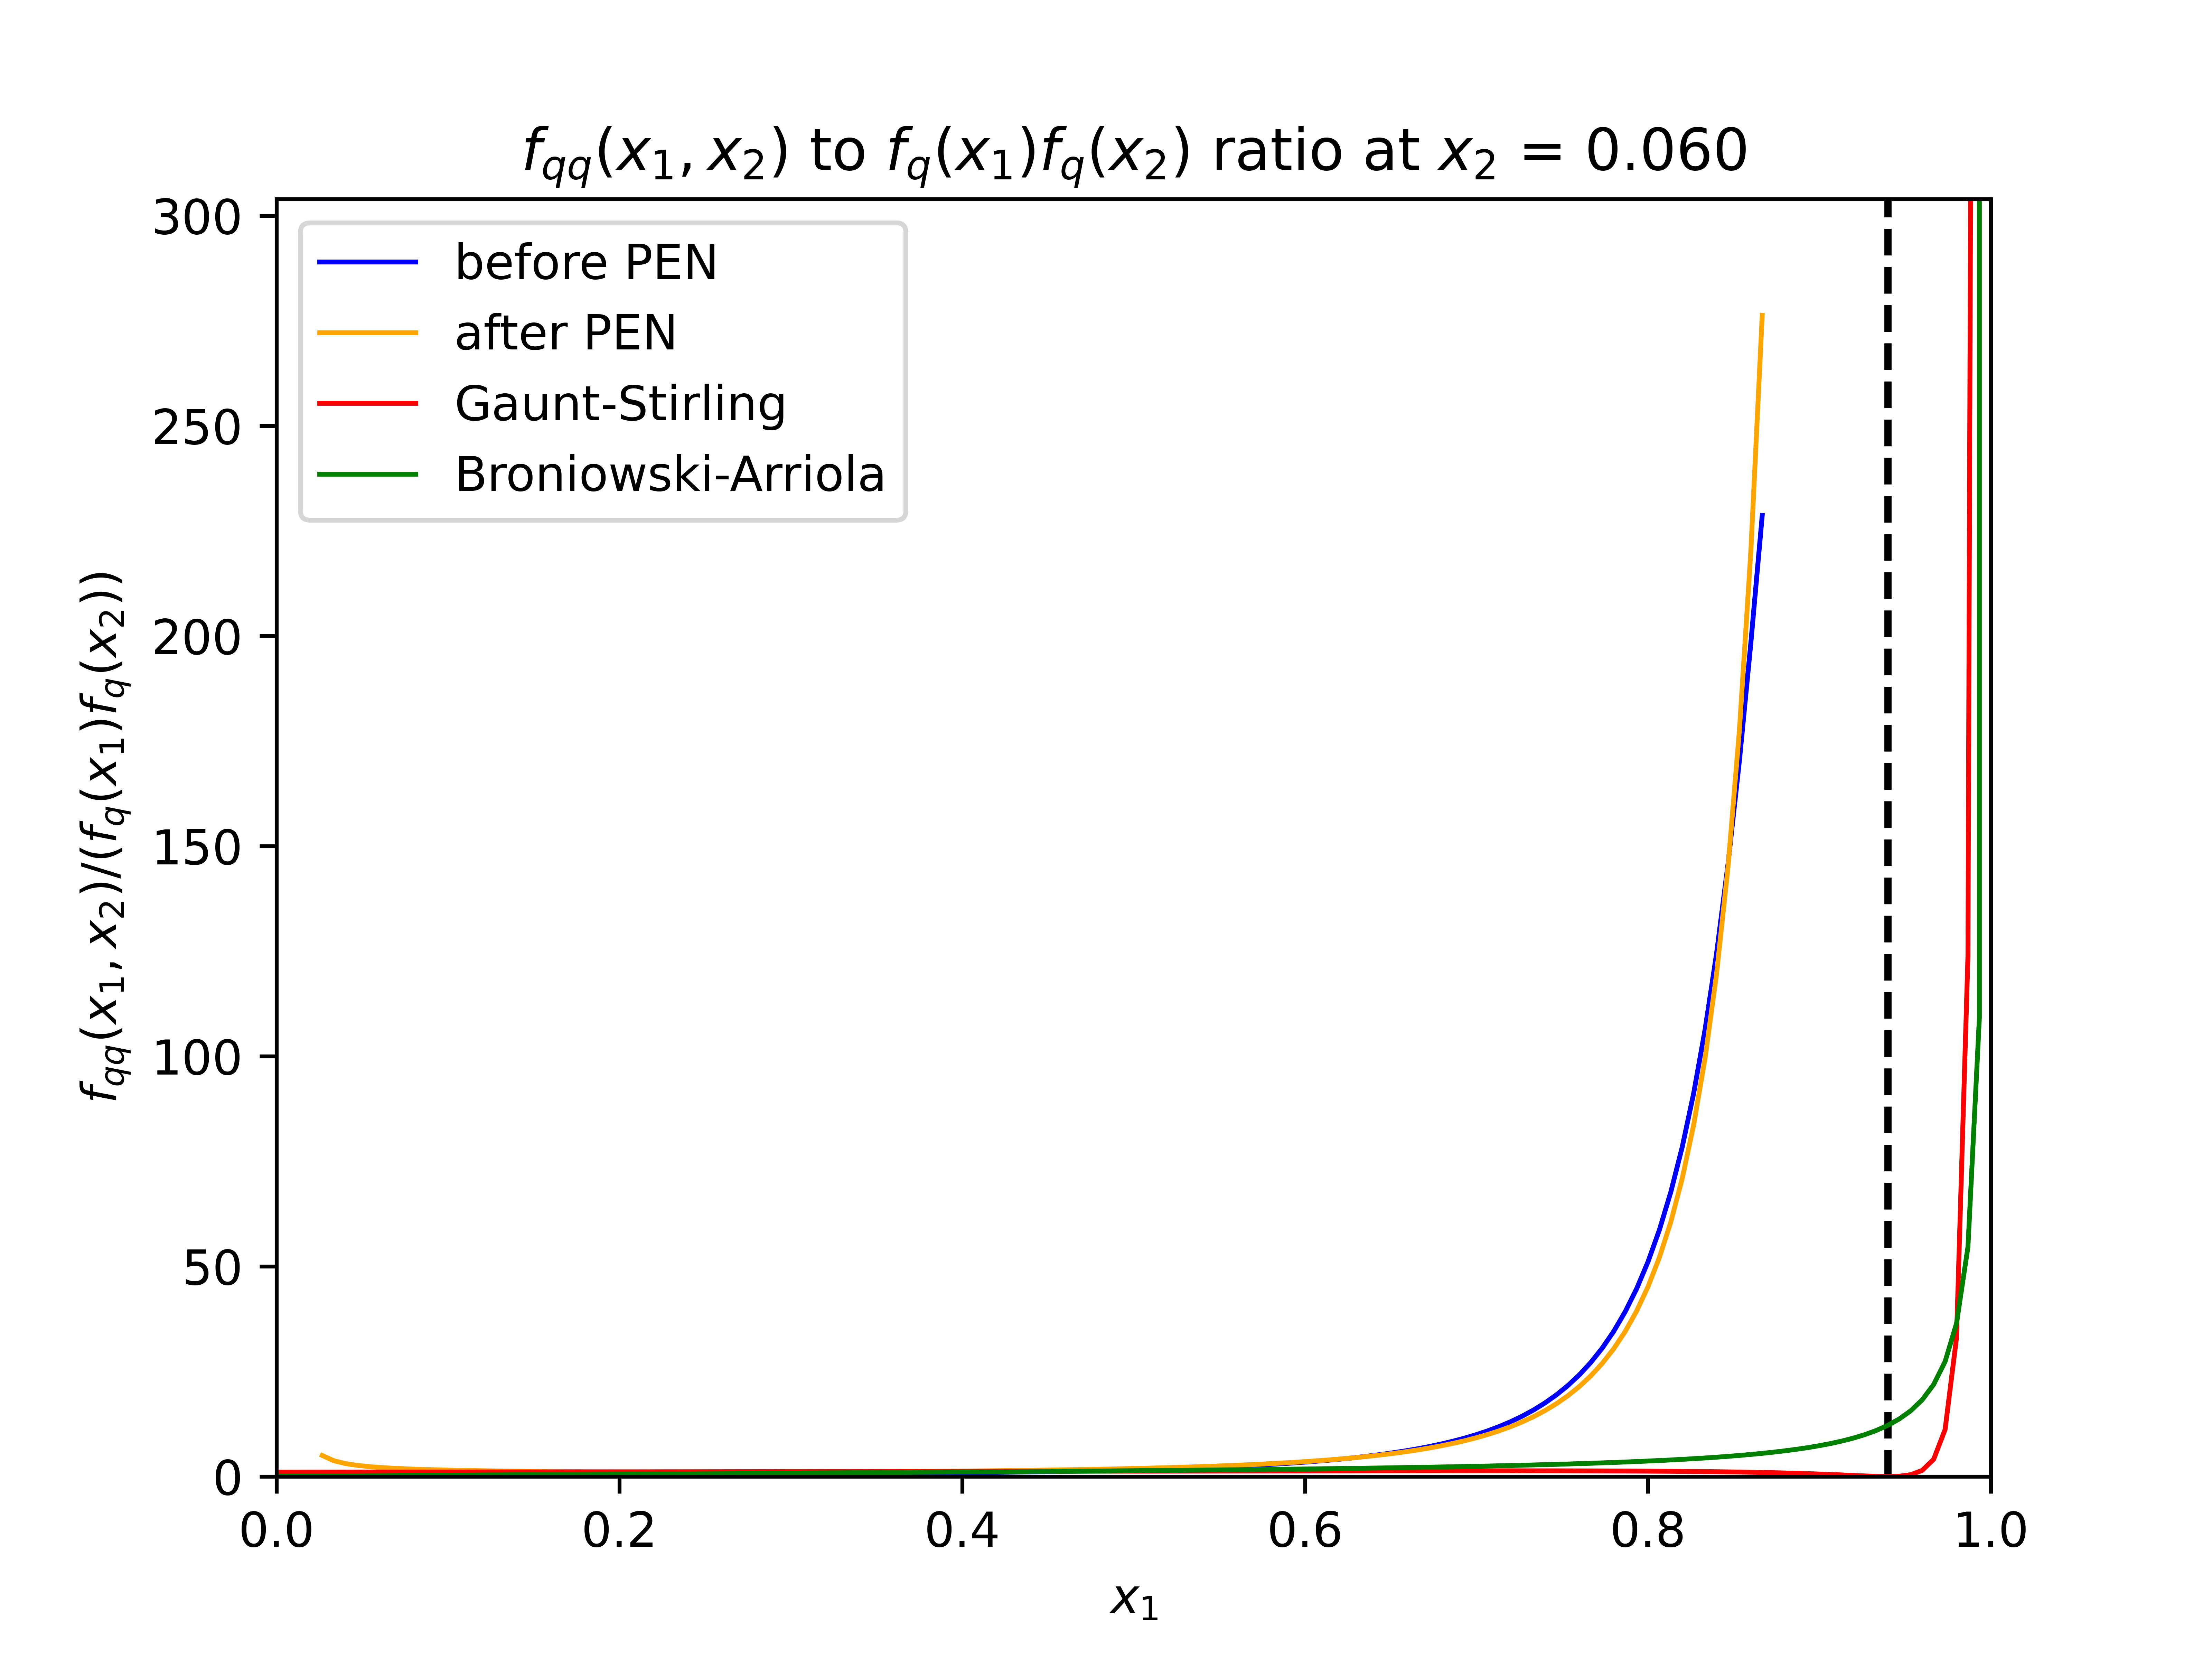 f_qq(x_1, x_2) to f_q(x_1)f_q(x_2) ratio at x_2 = 0.060
300
250
200
150
100
50
0
before PEN
after PEN
Gaunt-Stirling
Broniowski-Arriola
f_qq(x_1, x_2)/(f_q(x_1)f_q(x_2))
0.0 0.2 0.4 0.6 0.8 1.0
x_1